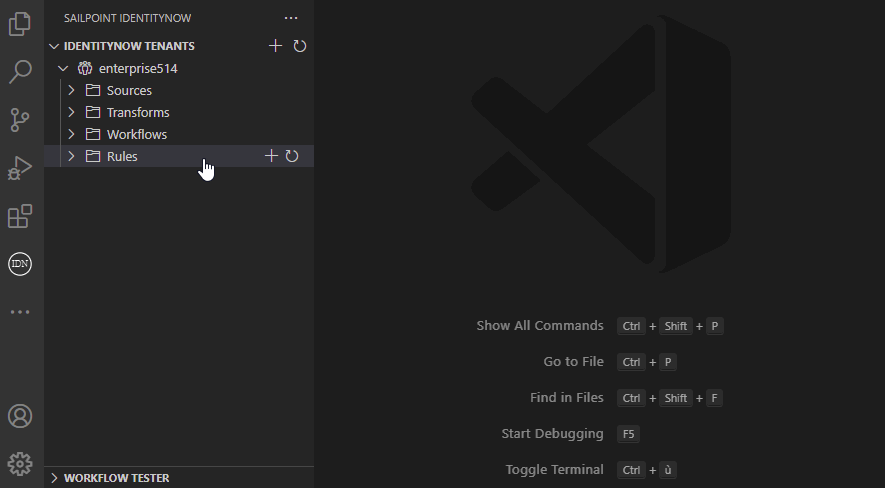 SAILPOINT IDENTITYNOW
IDENTITYNOW TENANTS
enterprise514
Sources
Transforms
Workflows
Rules
IDN
WORKFLOW TESTER
Show All Commands Ctrl + Shift + P
Go to File Ctrl + P
Find in Files Ctrl + Shift + F
Start Debugging F5
Toggle Terminal Ctrl + ù